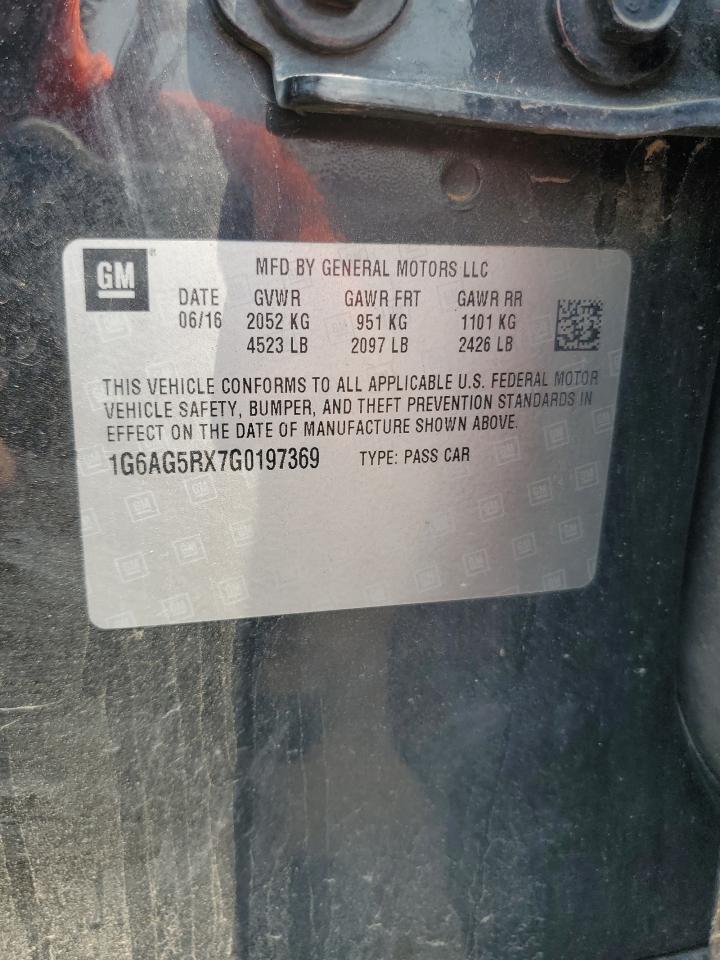 GM
MFD BY GENERAL MOTORS LLC
DATE GVWR GAWR FRT GAWR RR
06/16 2052 KG 951 KG 1101 KG
4523 LB 2097 LB 2426 LB
THIS VEHICLE CONFORMS TO ALL APPLICABLE U.S. FEDERAL MOTOR
VEHICLE SAFETY, BUMPER, AND THEFT PREVENTION STANDARDS IN
EFFECT ON THE DATE OF MANUFACTURE SHOWN ABOVE.
1G6AG5RX7G0197369 TYPE: PASS CAR